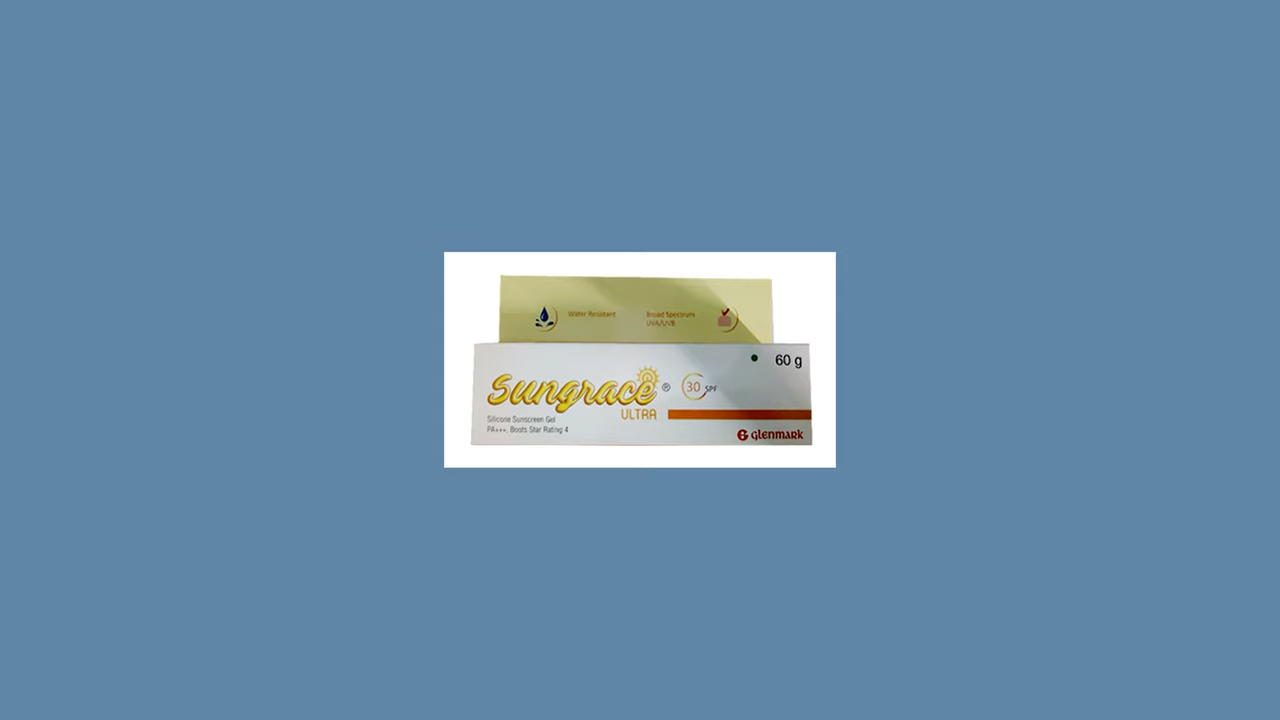 Water Resistant
Broad Spectrum
UVA/UVB
60 g
Sungrace®
30 SPF
ULTRA
Silicone Sunscreen Gel
PA+++, Boots Star Rating 4
glenmark